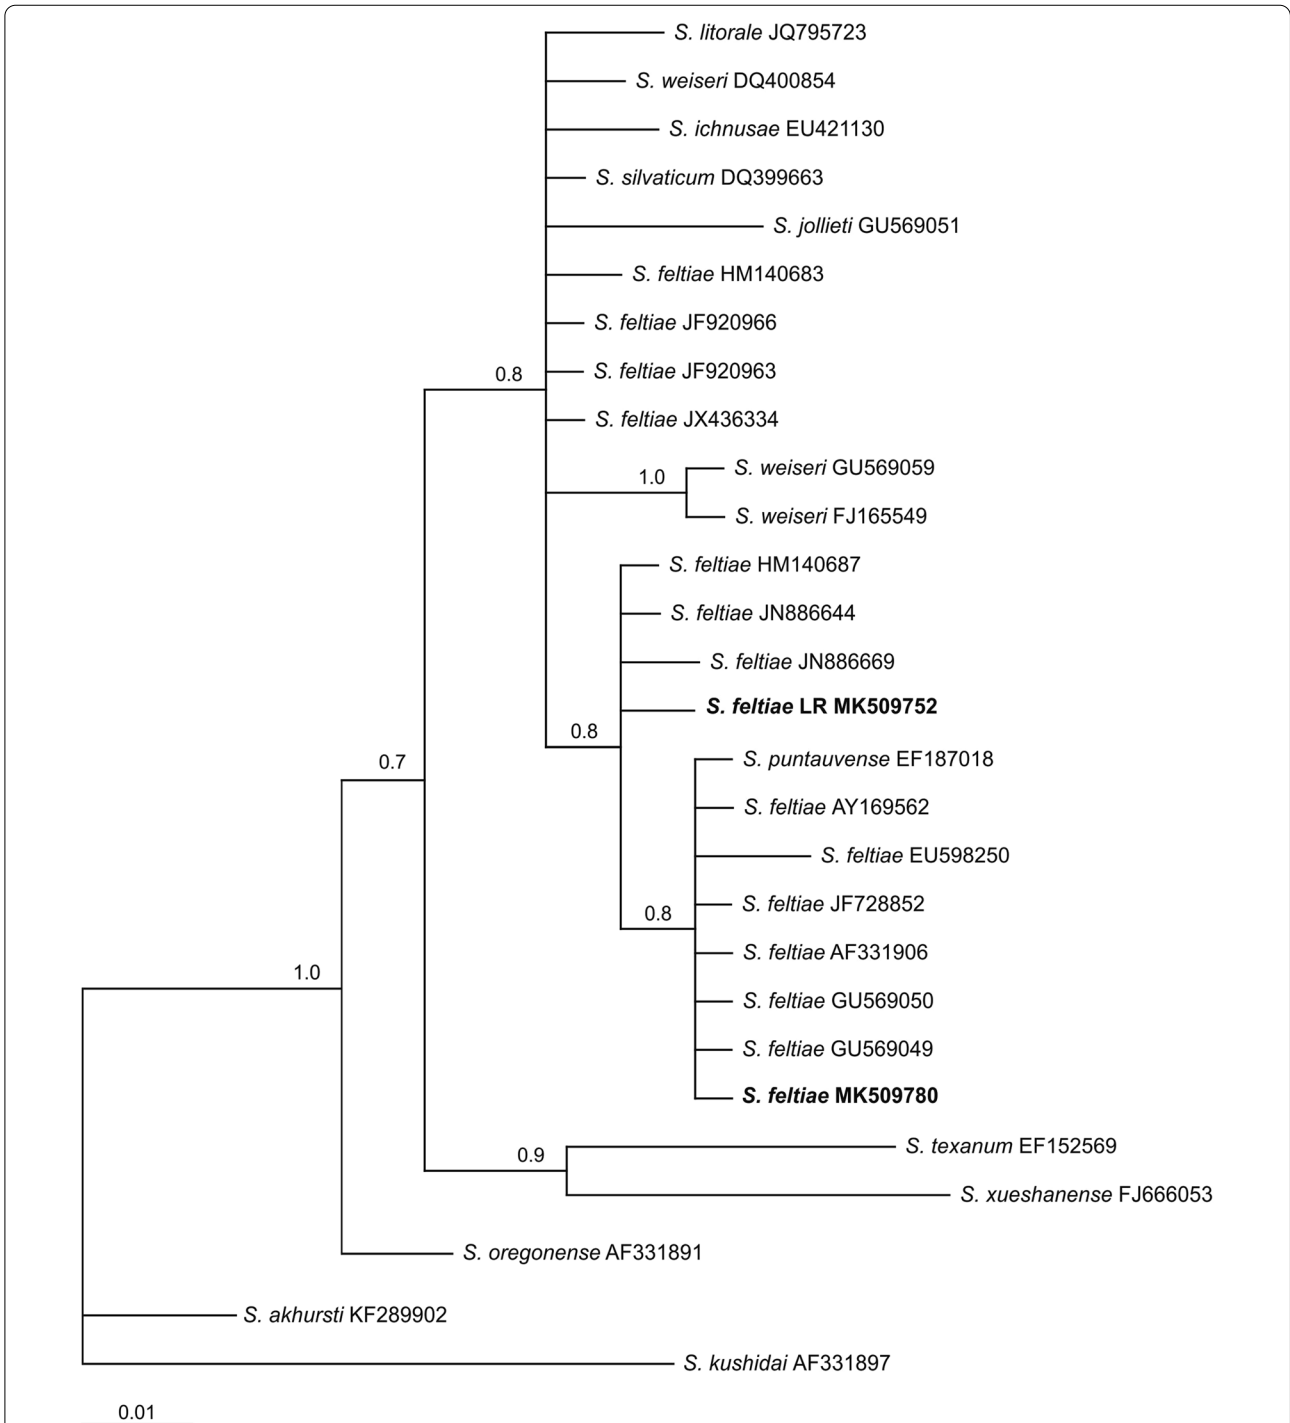 S. litorale JQ795723
S. weiseri DQ400854
S. ichnusae EU421130
S. silvaticum DQ399663
S. jollieti GU569051
S. feltiae HM140683
S. feltiae JF920966
0.8
S. feltiae JF920963
S. feltiae JX436334
S. weiseri GU569059
1.0
S. weiseri FJ165549
S. feltiae HM140687
S. feltiae JN886644
S. feltiae JN886669
S. feltiae LR MK509752
0.8
S. puntauvense EF187018
0.7
S. feltiae AY169562
S. feltiae EU598250
S. feltiae JF728852
0.8
S. feltiae AF331906
1.0
S. feltiae GU569050
S. feltiae GU569049
S. feltiae MK509780
S. texanum EF152569
0.9
S. xueshanense FJ666053
S. oregonense AF331891
S. akhursti KF289902
S. kushidai AF331897
0.01